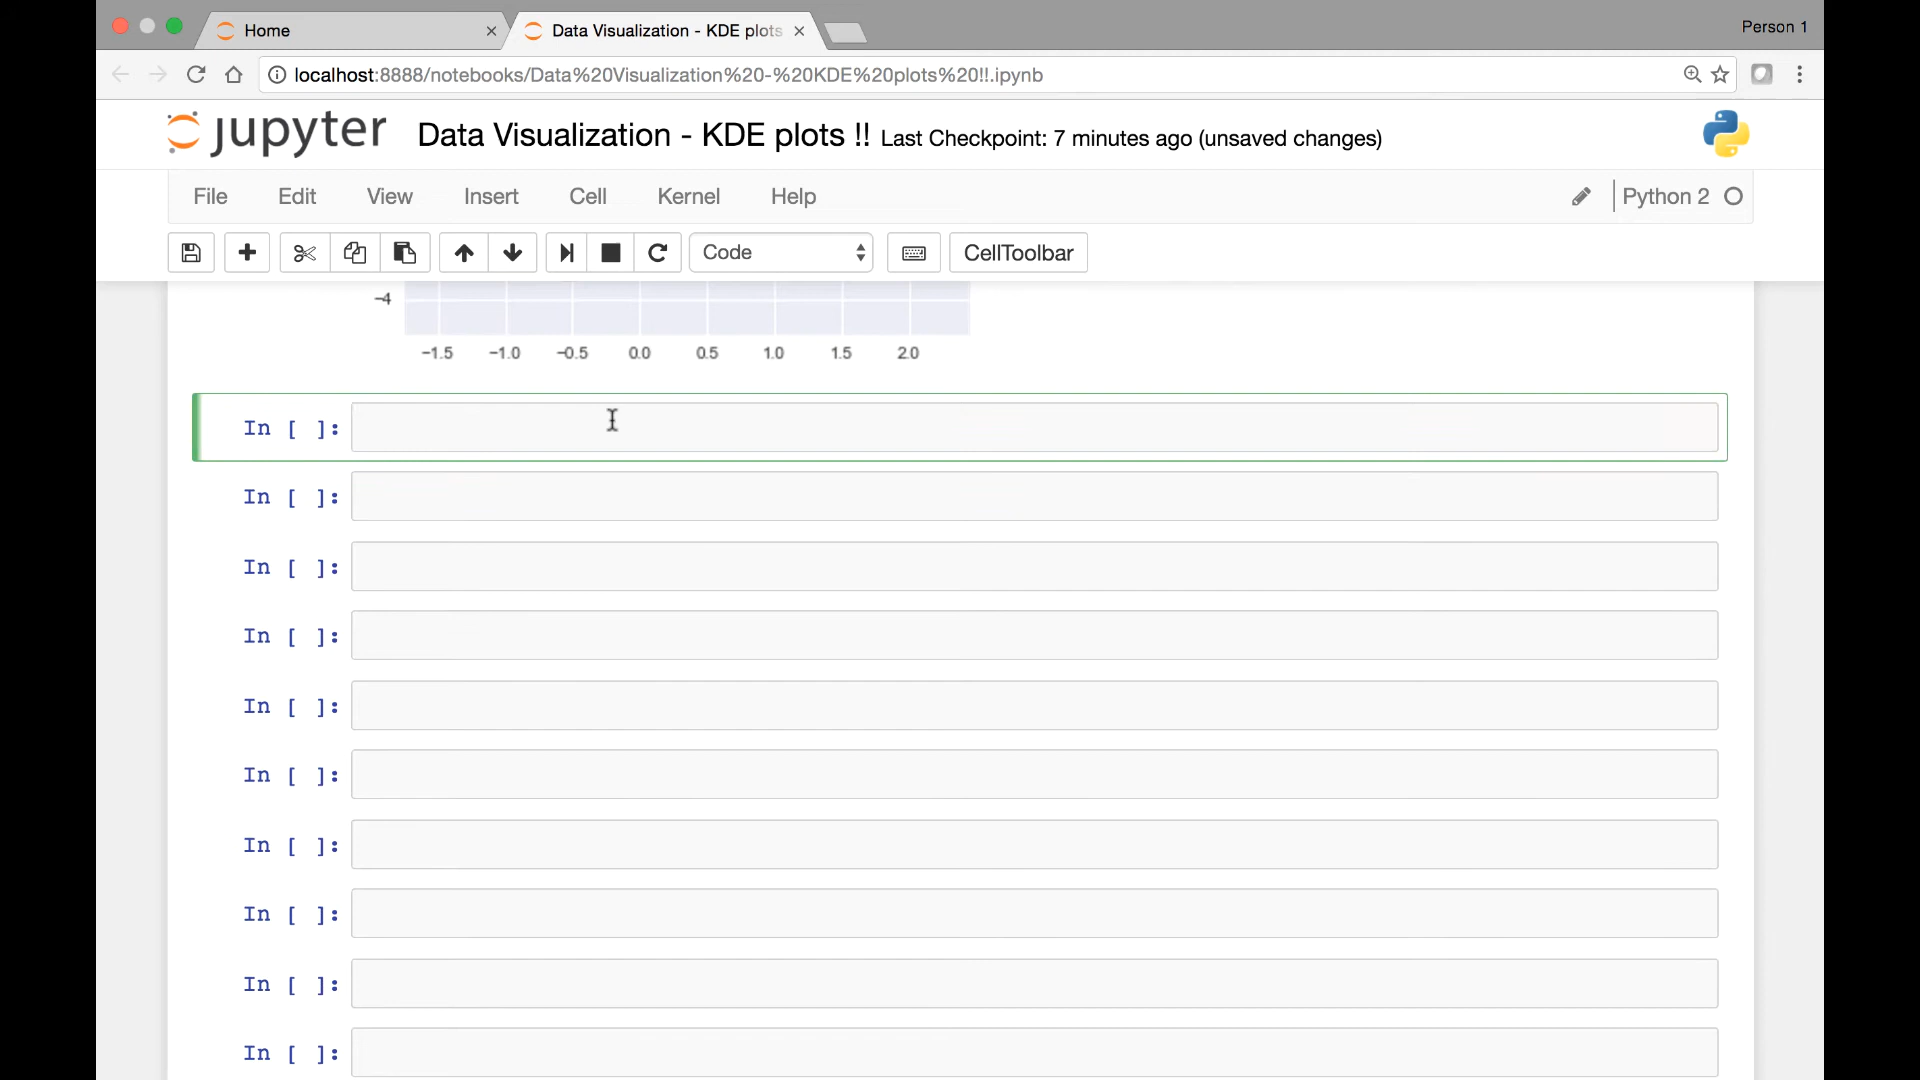 Home
Data Visualization - KDE plots
Person 1
localhost:8888/notebooks/Data%20Visualization%20-%20KDE%20plots%20!!.ipynb
jupyter Data Visualization - KDE plots !! Last Checkpoint: 7 minutes ago (unsaved changes)
File Edit View Insert Cell Kernel Help Python 2
Code CellToolbar
−4
−1.5 −1.0 −0.5 0.0 0.5 1.0 1.5 2.0
In [ ]:
In [ ]:
In [ ]:
In [ ]:
In [ ]:
In [ ]:
In [ ]:
In [ ]:
In [ ]:
In [ ]: